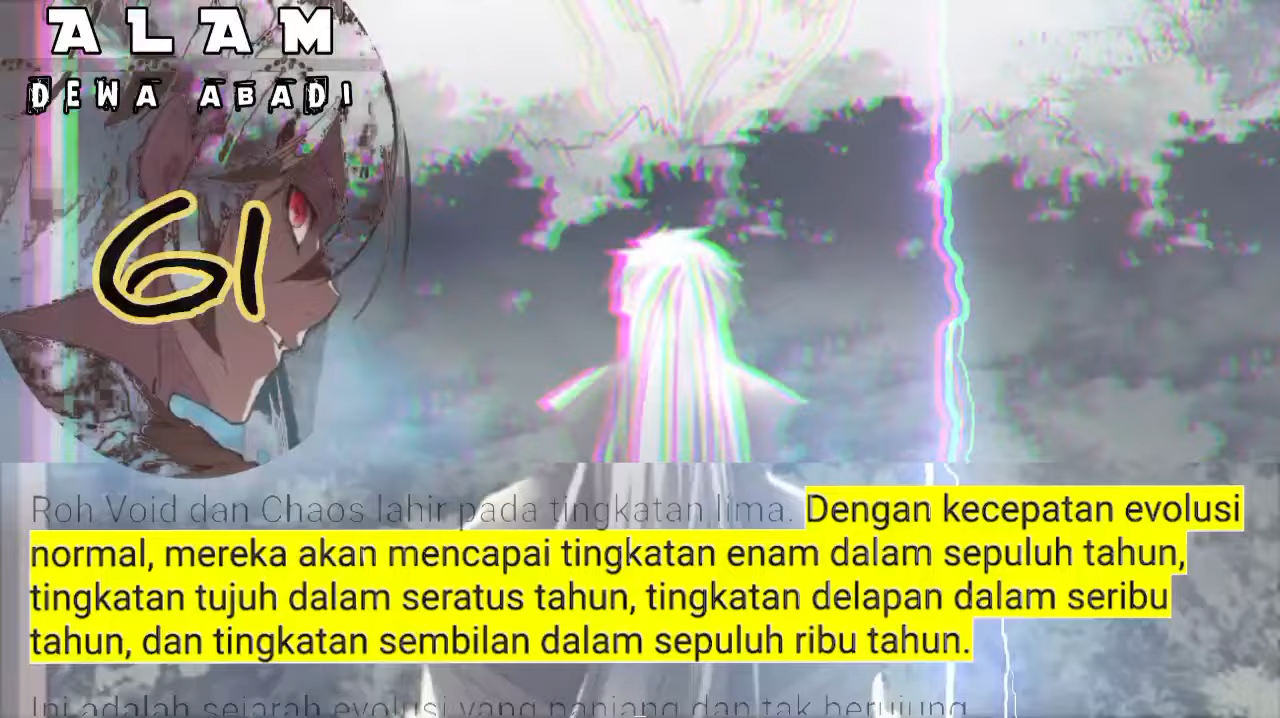 ALAM
DEWA ABADI
61
Roh Void dan Chaos lahir pada tingkatan lima. Dengan kecepatan evolusi
normal, mereka akan mencapai tingkatan enam dalam sepuluh tahun,
tingkatan tujuh dalam seratus tahun, tingkatan delapan dalam seribu
tahun, dan tingkatan sembilan dalam sepuluh ribu tahun.
Ini adalah sejarah evolusi yang panjang dan tak berujung.